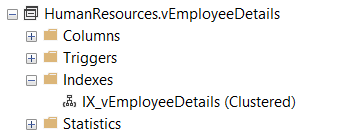 HumanResources.vEmployeeDetails
Columns
Triggers
Indexes
IX_vEmployeeDetails (Clustered)
Statistics